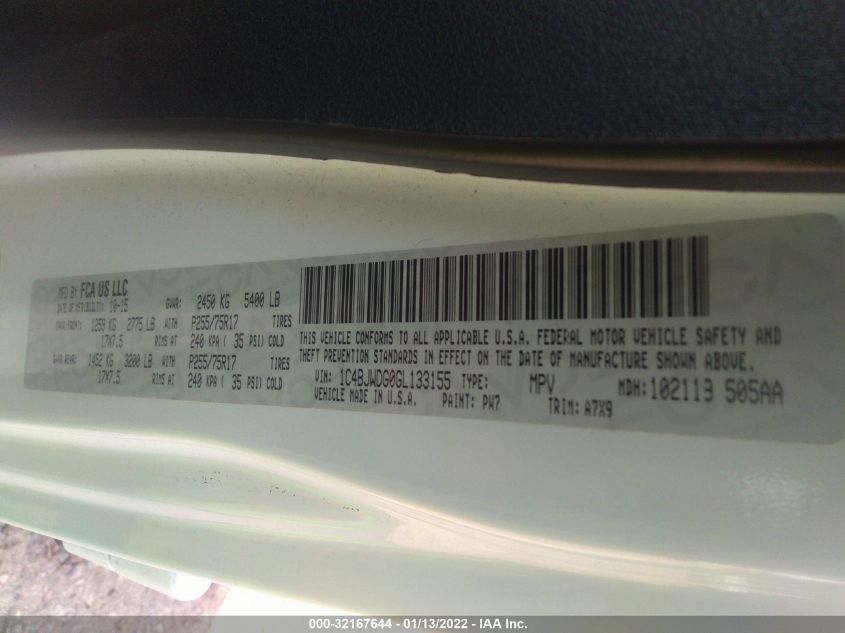 MFD BY FCA US LLC
DATE OF MFR 10-15 GVWR: 2450 KG 5400 LB
GAWR FRONT: 1259 KG 2775 LB WITH P255/75R17 TIRES
17X7.5 RIMS AT 240 KPA ( 35 PSI) COLD
GAWR REAR: 1452 KG 3200 LB WITH P255/75R17 TIRES
17X7.5 RIMS AT 240 KPA ( 35 PSI) COLD
THIS VEHICLE CONFORMS TO ALL APPLICABLE U.S.A. FEDERAL MOTOR VEHICLE SAFETY AND
THEFT PREVENTION STANDARDS IN EFFECT ON THE DATE OF MANUFACTURE SHOWN ABOVE.
VIN: 1C4BJWDG0GL133155 TYPE: MPV MDH: 102113 505AA
VEHICLE MADE IN U.S.A. PAINT: PW7 TRIM: A7X9
000-32167644 - 01/13/2022 - IAA Inc.